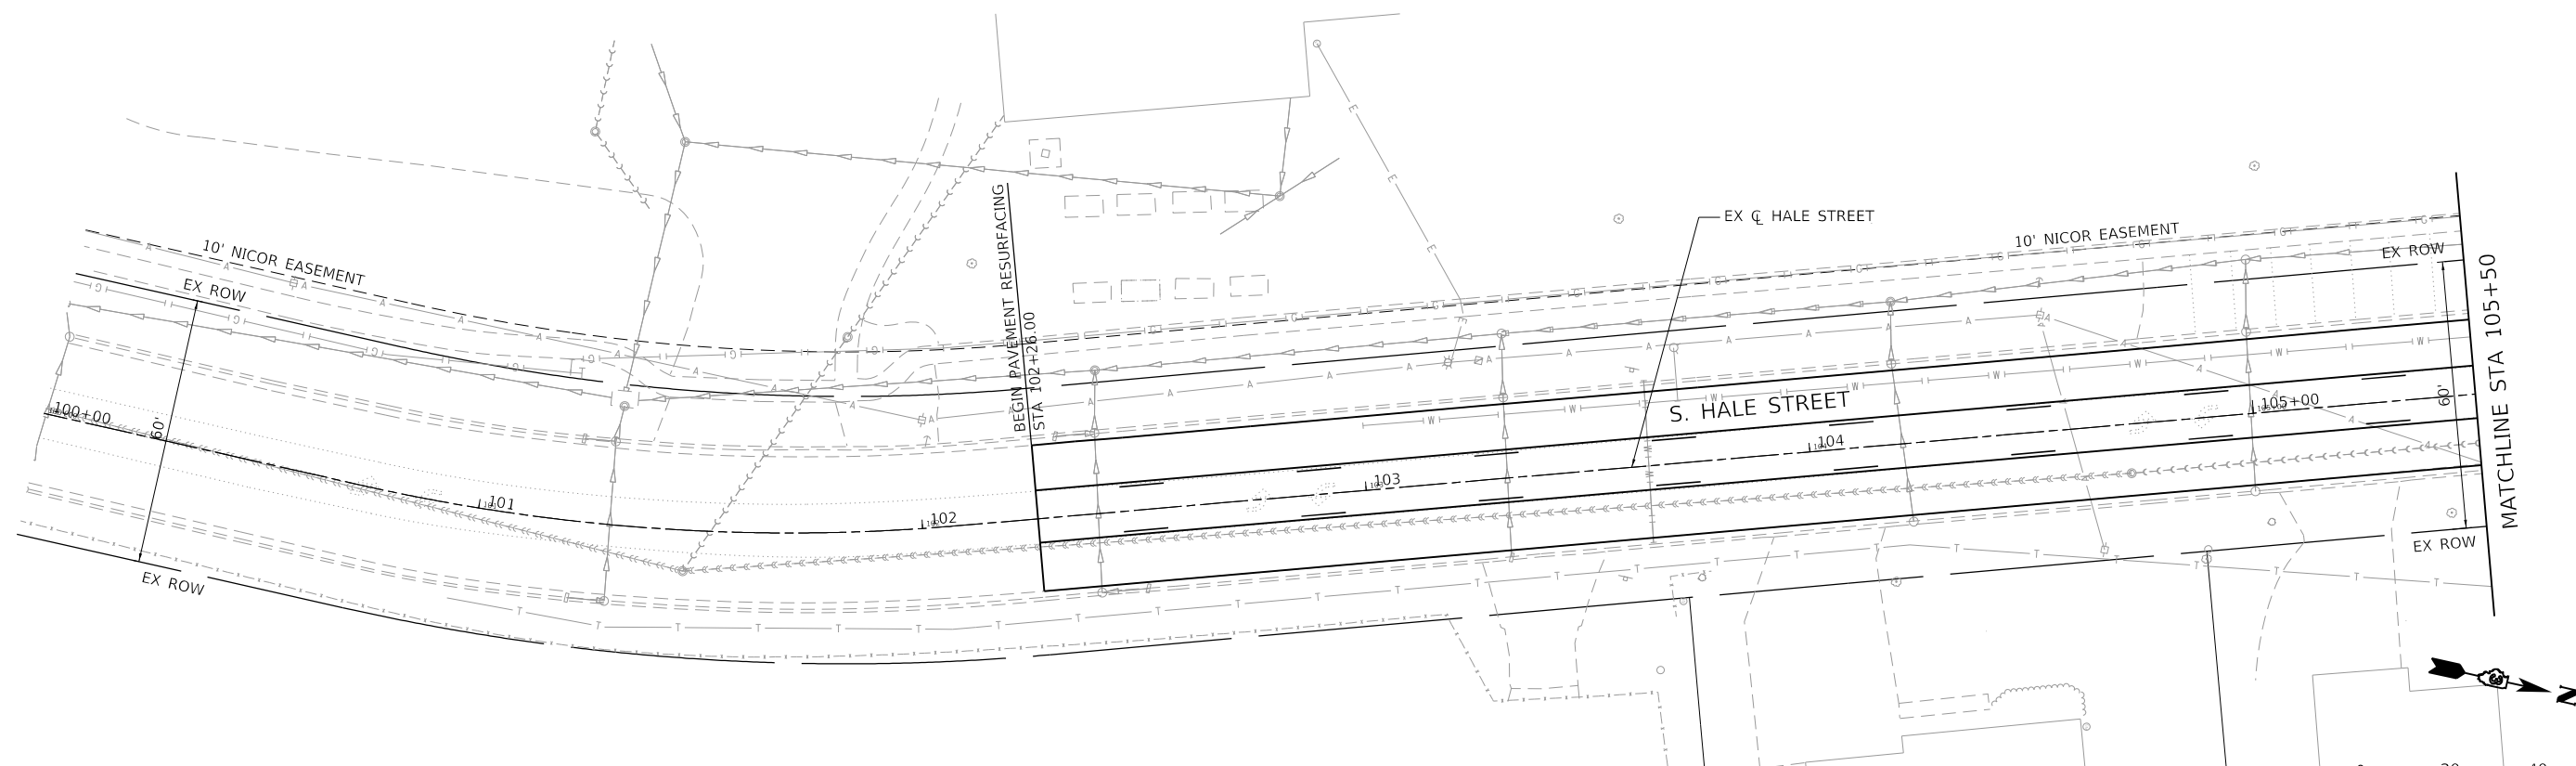 EX ℄ HALE STREET
10' NICOR EASEMENT
10' NICOR EASEMENT
EX ROW
EX ROW
BEGIN PAVEMENT RESURFACING
STA 102+26.00
MATCHLINE STA 105+50
60'
60'
S. HALE STREET
100+00
101
102
103
104
105+00
EX ROW
EX ROW
N